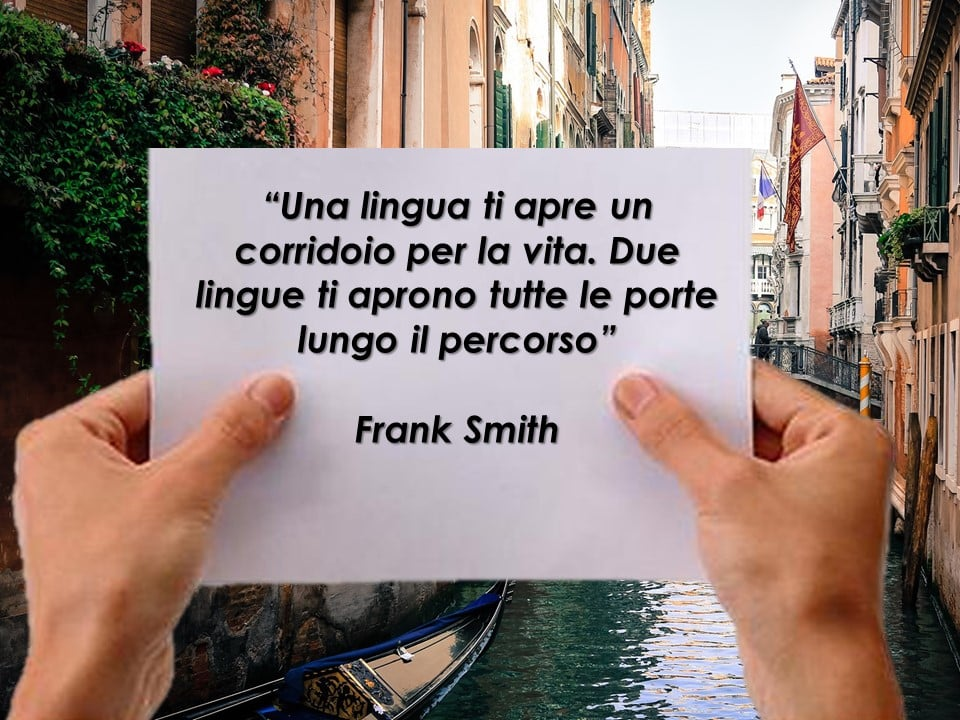 “Una lingua ti apre un
corridoio per la vita. Due
lingue ti aprono tutte le porte
lungo il percorso”
Frank Smith